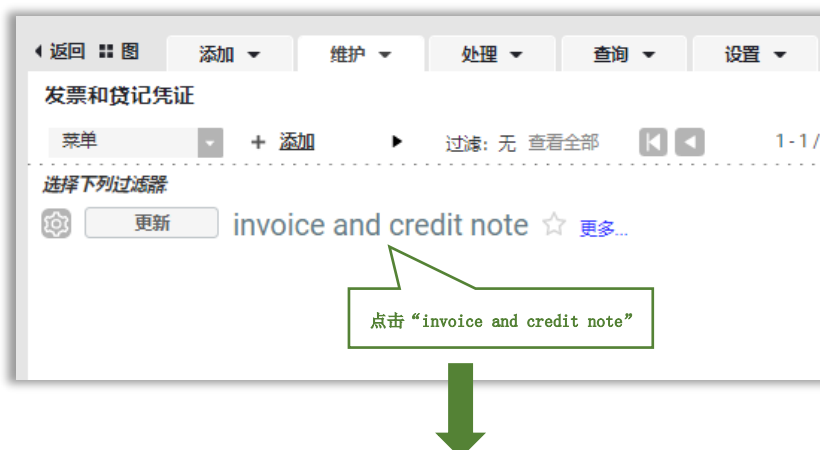 返回 图 添加 维护 处理 查询 设置
发票和贷记凭证
菜单 + 添加 过滤: 无 查看全部 1 - 1 /
选择下列过滤器
更新 invoice and credit note 更多...
点击“invoice and credit note”